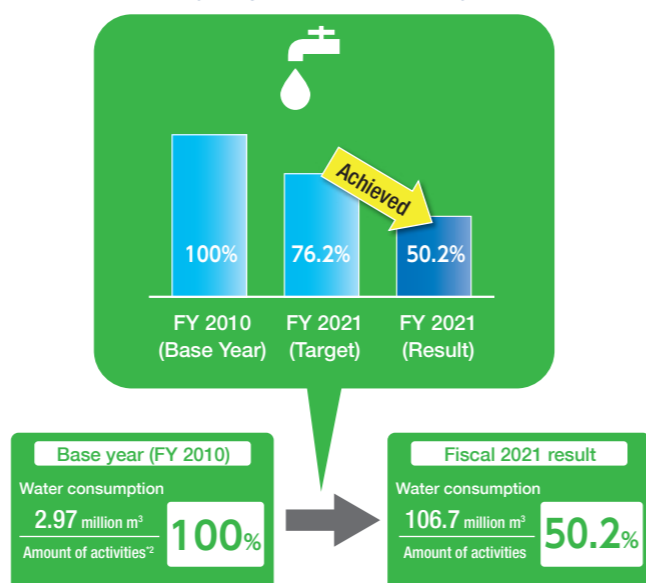 Achieved
100%
76.2%
50.2%
FY 2010
(Base Year)
FY 2021
(Target)
FY 2021
(Result)
Base year (FY 2010)
Water consumption
2.97 million m³
Amount of activities*²
100%
Fiscal 2021 result
Water consumption
106.7 million m³
Amount of activities
50.2%